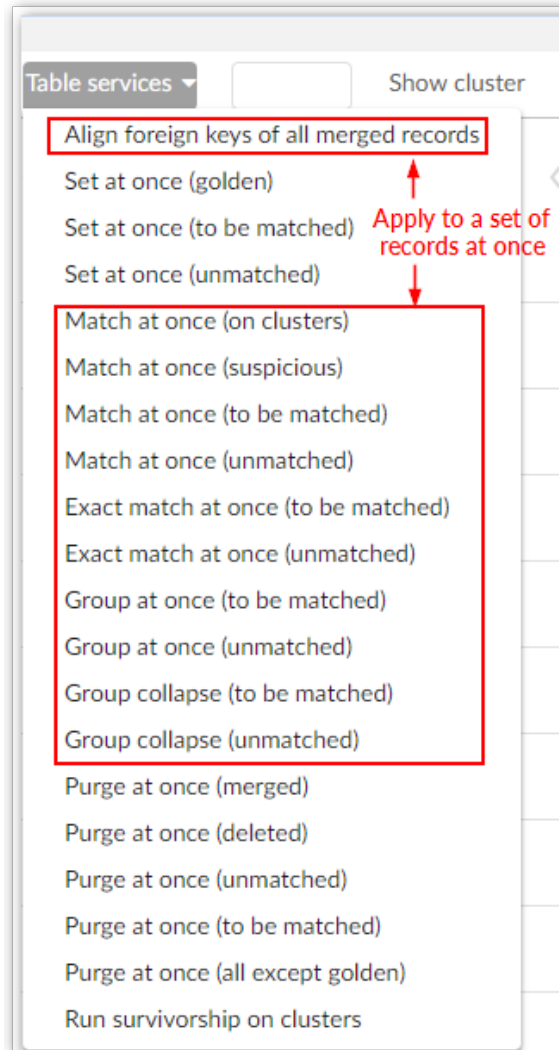 Table services
Show cluster
Align foreign keys of all merged records
Set at once (golden)
Set at once (to be matched)
Set at once (unmatched)
Apply to a set of
records at once
Match at once (on clusters)
Match at once (suspicious)
Match at once (to be matched)
Match at once (unmatched)
Exact match at once (to be matched)
Exact match at once (unmatched)
Group at once (to be matched)
Group at once (unmatched)
Group collapse (to be matched)
Group collapse (unmatched)
Purge at once (merged)
Purge at once (deleted)
Purge at once (unmatched)
Purge at once (to be matched)
Purge at once (all except golden)
Run survivorship on clusters